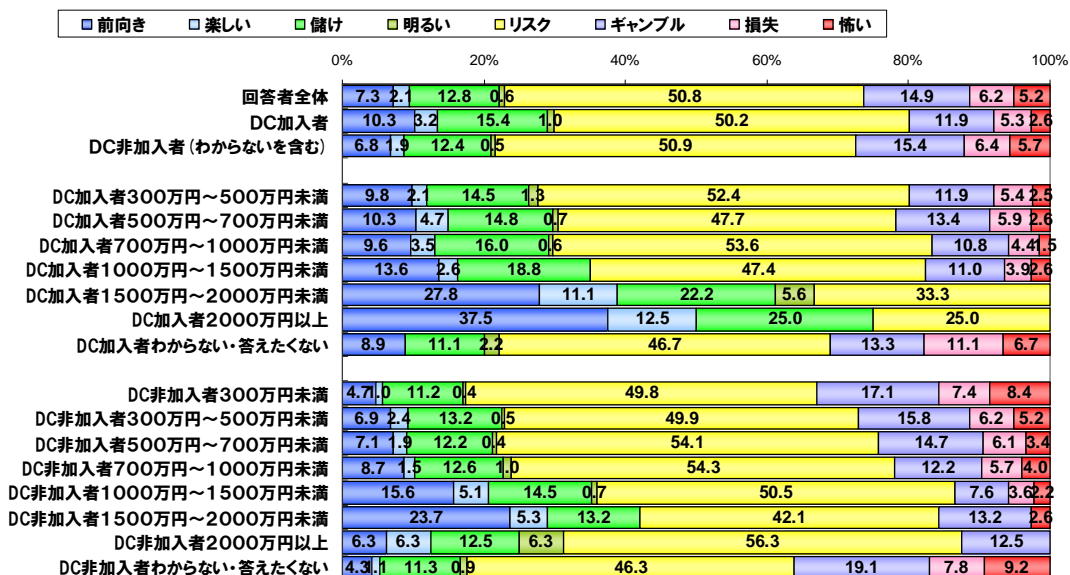 前向き 楽しい 儲け 明るい リスク ギャンブル 損失 怖い
0% 20% 40% 60% 80% 100%
回答者全体 7.3 2.1 12.8 0.6 50.8 14.9 6.2 5.2
DC加入者 10.3 3.2 15.4 1.0 50.2 11.9 5.3 2.6
DC非加入者(わからないを含む) 6.8 1.9 12.4 0.5 50.9 15.4 6.4 5.7
DC加入者300万円～500万円未満 9.8 2.1 14.5 1.3 52.4 11.9 5.4 2.5
DC加入者500万円～700万円未満 10.3 4.7 14.8 0.7 47.7 13.4 5.9 2.6
DC加入者700万円～1000万円未満 9.6 3.5 16.0 0.6 53.6 10.8 4.4 1.5
DC加入者1000万円～1500万円未満 13.6 2.6 18.8 47.4 11.0 3.9 2.6
DC加入者1500万円～2000万円未満 27.8 11.1 22.2 5.6 33.3
DC加入者2000万円以上 37.5 12.5 25.0 25.0
DC加入者わからない・答えたくない 8.9 11.1 2.2 46.7 13.3 11.1 6.7
DC非加入者300万円未満 4.7 1.0 11.2 0.4 49.8 17.1 7.4 8.4
DC非加入者300万円～500万円未満 6.9 2.4 13.2 0.5 49.9 15.8 6.2 5.2
DC非加入者500万円～700万円未満 7.1 1.9 12.2 0.4 54.1 14.7 6.1 3.4
DC非加入者700万円～1000万円未満 8.7 1.5 12.6 1.0 54.3 12.2 5.7 4.0
DC非加入者1000万円～1500万円未満 15.6 5.1 14.5 0.7 50.5 7.6 3.6 2.2
DC非加入者1500万円～2000万円未満 23.7 5.3 13.2 42.1 13.2 2.6
DC非加入者2000万円以上 6.3 6.3 12.5 6.3 56.3 12.5
DC非加入者わからない・答えたくない 4.3 1.1 11.3 0.9 46.3 19.1 7.8 9.2